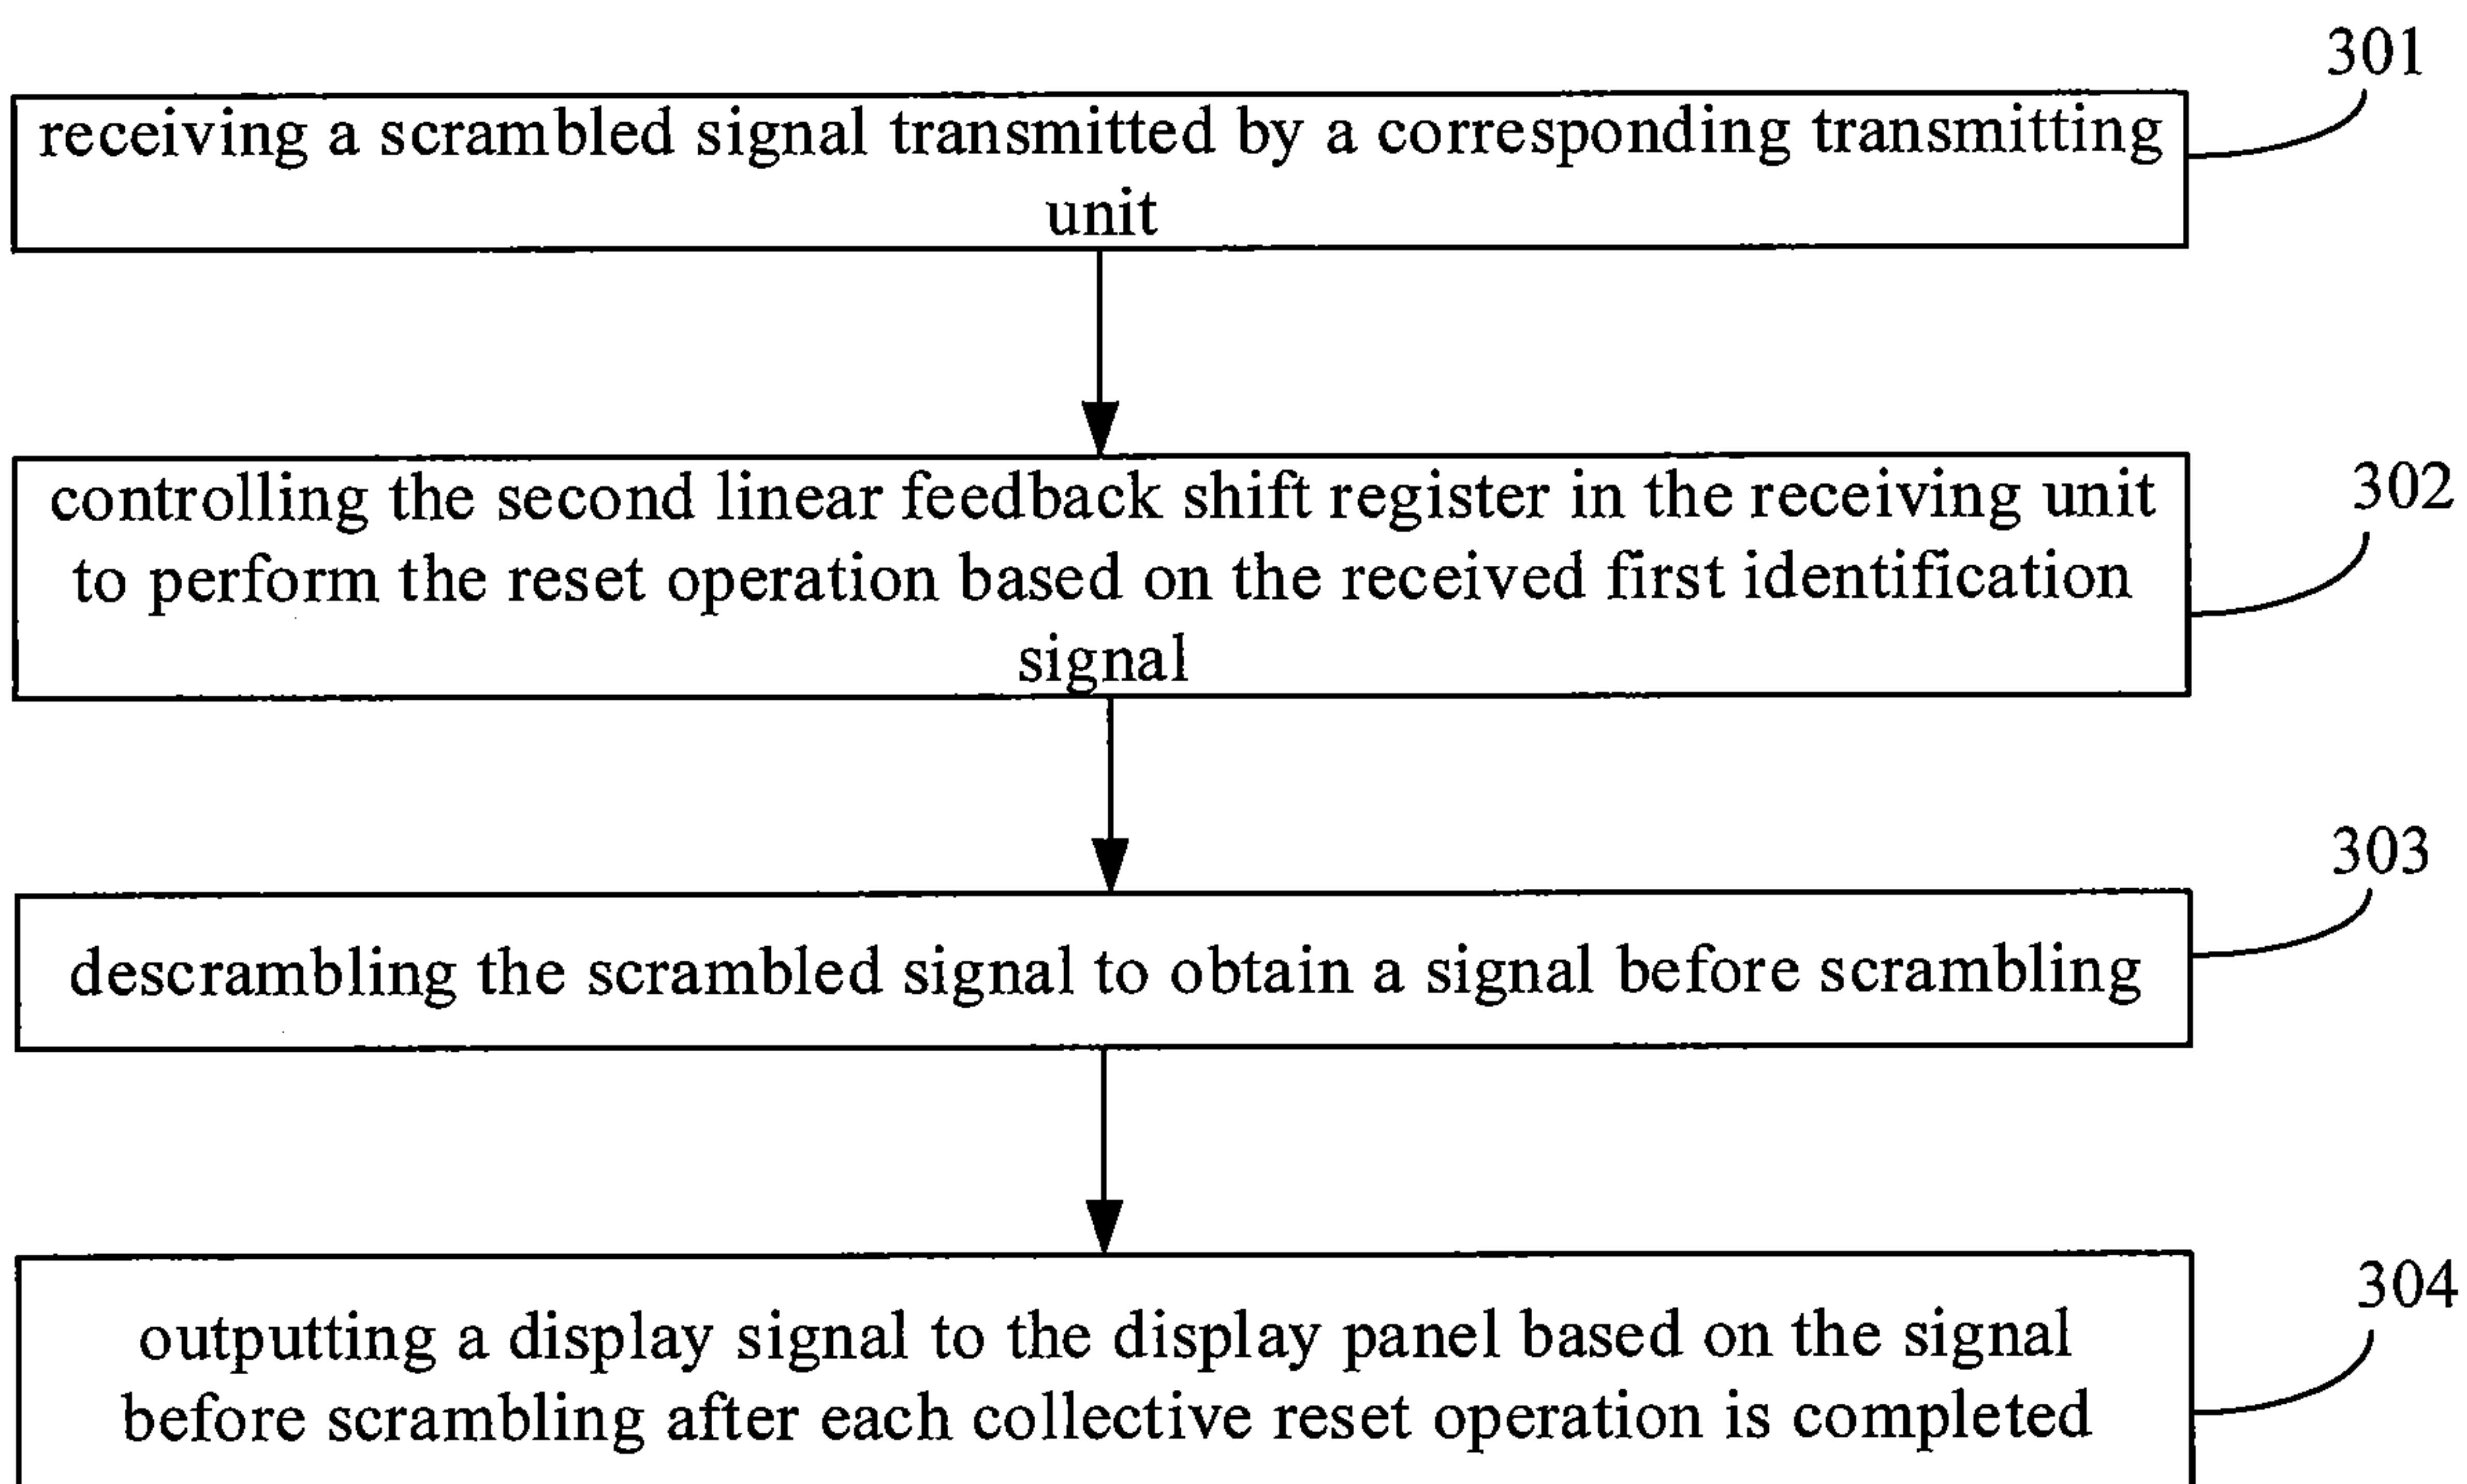 301
receiving a scrambled signal transmitted by a corresponding transmitting
unit
302
controlling the second linear feedback shift register in the receiving unit
to perform the reset operation based on the received first identification
signal
303
descrambling the scrambled signal to obtain a signal before scrambling
304
outputting a display signal to the display panel based on the signal
before scrambling after each collective reset operation is completed